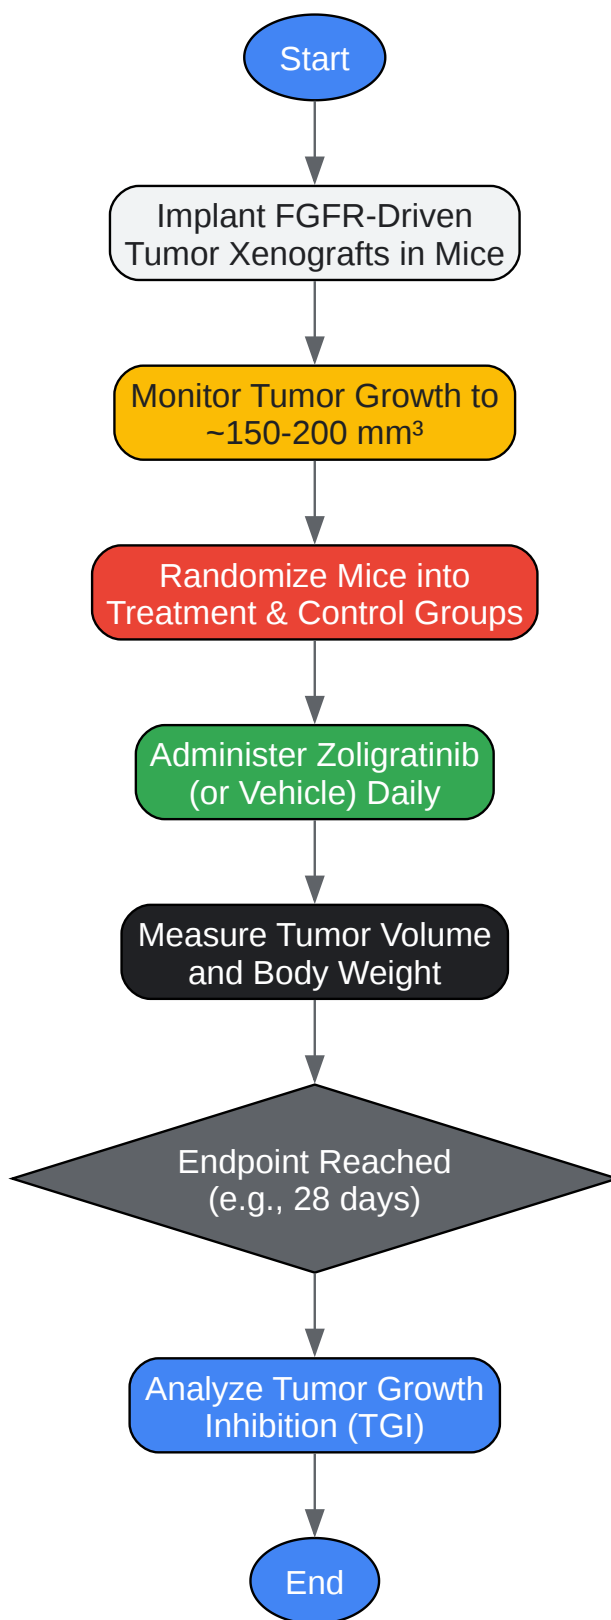 Start
Implant FGFR-Driven
Tumor Xenografts in Mice
Monitor Tumor Growth to
~150-200 mm³
Randomize Mice into
Treatment & Control Groups
Administer Zoligratinib
(or Vehicle) Daily
Measure Tumor Volume
and Body Weight
Endpoint Reached
(e.g., 28 days)
Analyze Tumor Growth
Inhibition (TGI)
End